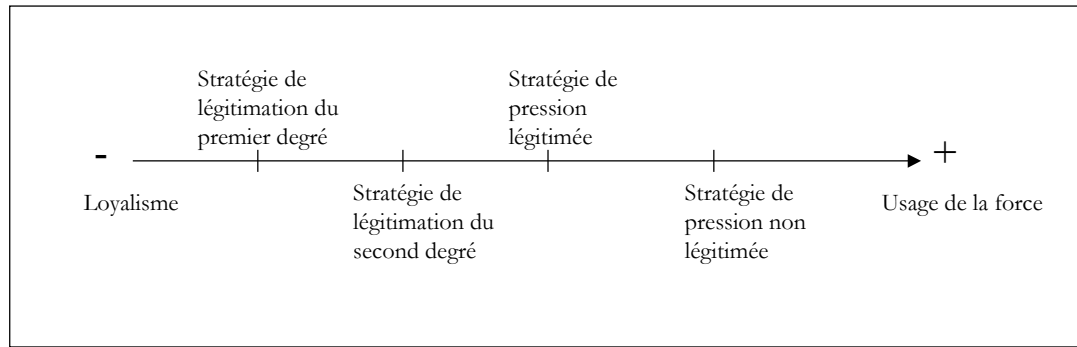 Stratégie de
légitimation du
premier degré
Stratégie de
pression
légitimée
-
+
Loyalisme
Stratégie de
légitimation du
second degré
Stratégie de
pression non
légitimée
Usage de la force